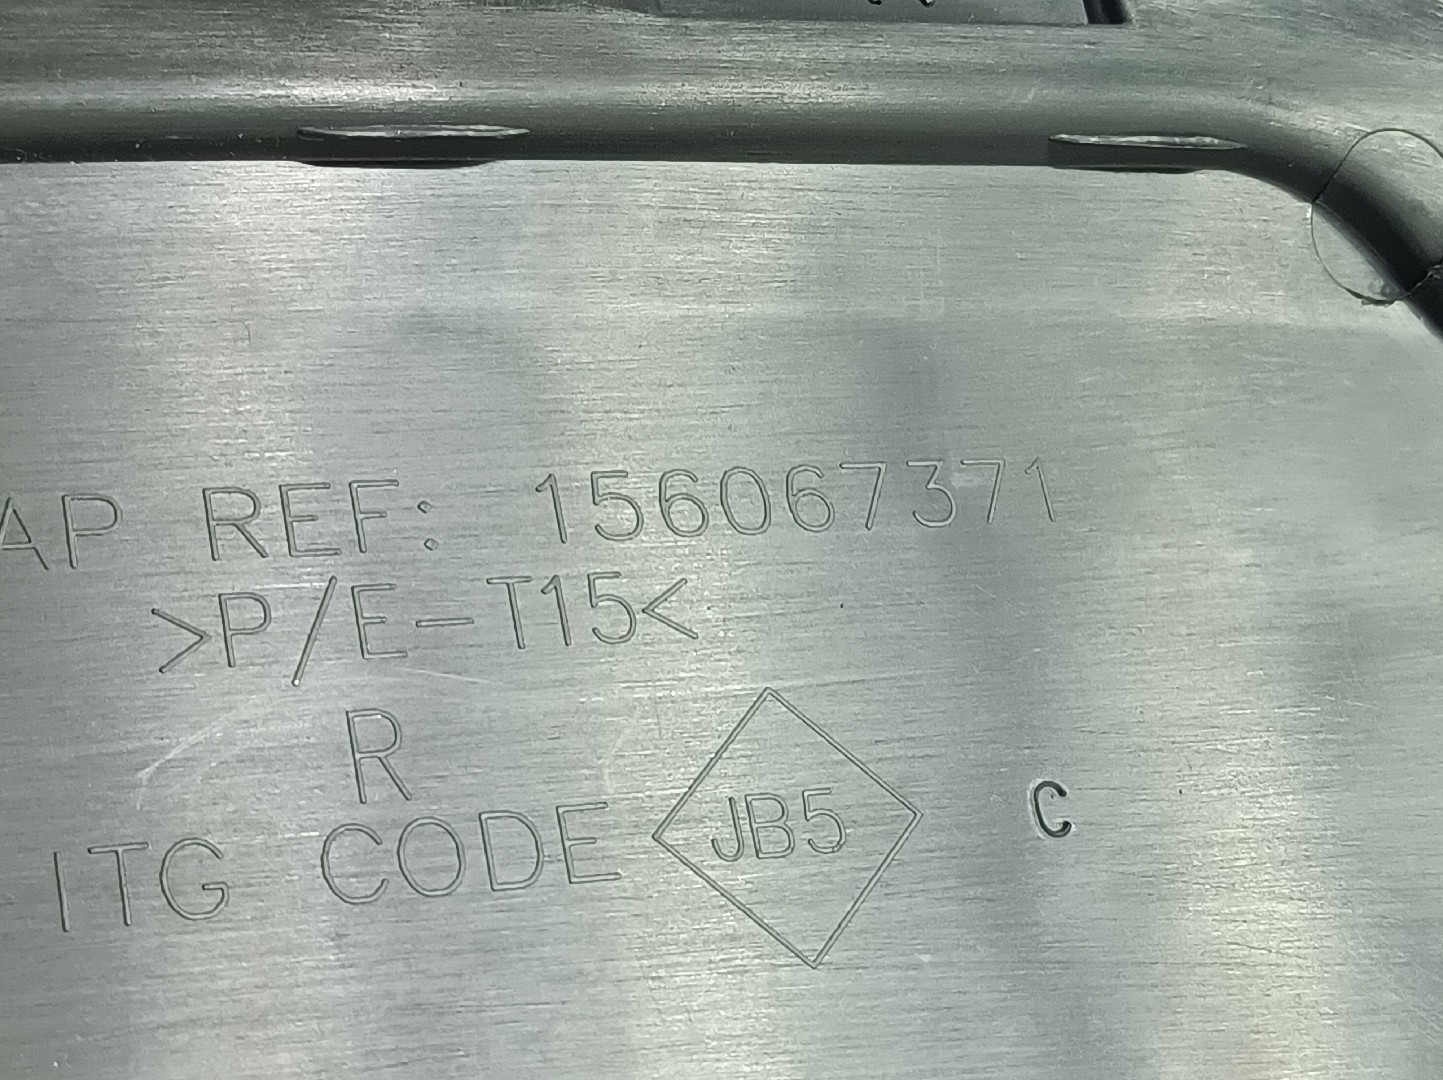 AP REF: 156067371
>P/E-T15<
R
ITG CODE JB5 C